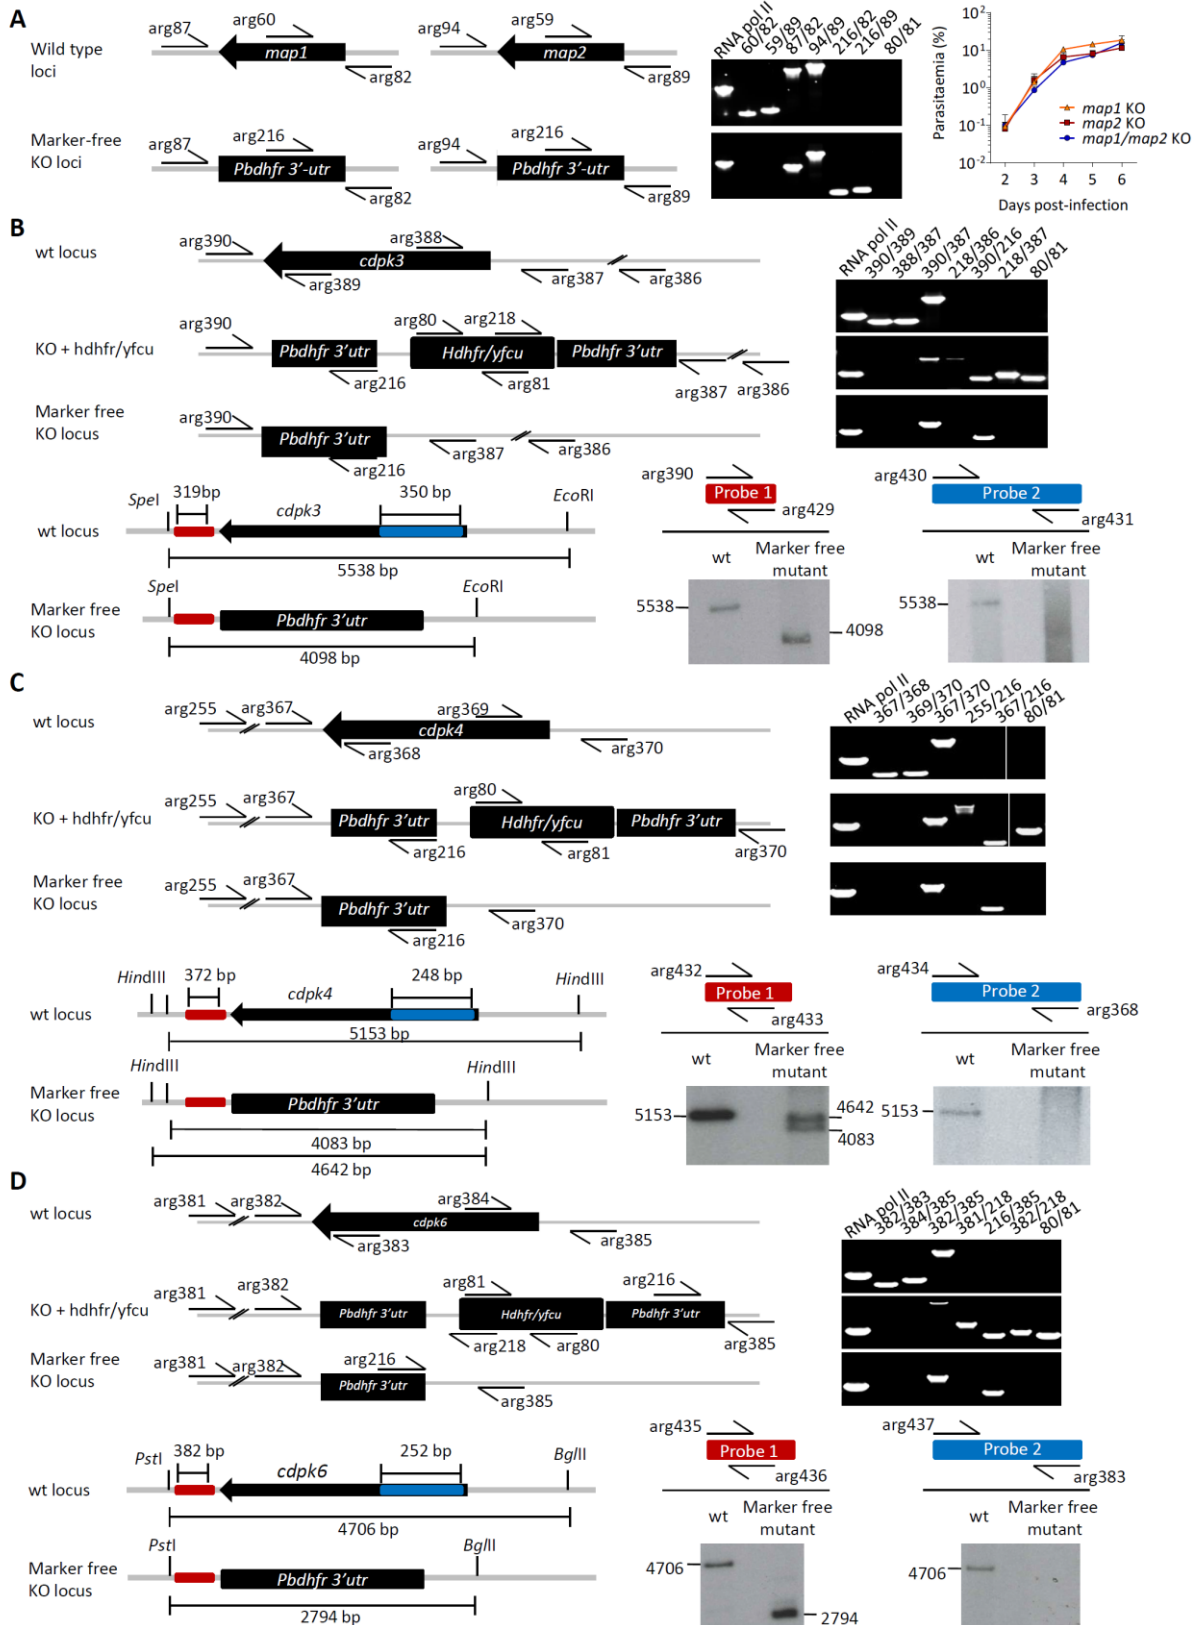 A
Wild type
loci
arg87
arg60
map1
arg82
arg94
arg59
map2
arg89
Marker-free
KO loci
arg87
arg216
Pbdhfr 3'-utr
arg82
arg94
arg216
Pbdhfr 3'-utr
arg89
RNA pol II
60/82
59/89
87/82
94/89
216/82
216/89
80/81
Parasitaemia (%)
10²
10¹
10⁰
10⁻¹
10⁻²
2 3 4 5 6
Days post-infection
map1 KO
map2 KO
map1/map2 KO
B
wt locus
arg390
arg388
cdpk3
arg389
arg387
arg386
KO + hdhfr/yfcu
arg390
Pbdhfr 3'utr
arg216
arg80
arg218
Hdhfr/yfcu
arg81
Pbdhfr 3'utr
arg387
arg386
Marker free
KO locus
arg390
Pbdhfr 3'utr
arg216
arg387
arg386
RNA pol II
390/389
388/387
390/387
218/386
390/216
218/387
80/81
wt locus
SpeI
319bp
cdpk3
350 bp
EcoRI
5538 bp
Marker free
KO locus
SpeI
Pbdhfr 3'utr
EcoRI
4098 bp
arg390
Probe 1
arg429
wt
Marker free
mutant
5538
4098
arg430
Probe 2
arg431
wt
Marker free
mutant
5538
C
wt locus
arg255
arg367
arg369
cdpk4
arg368
arg370
KO + hdhfr/yfcu
arg255
arg367
Pbdhfr 3'utr
arg216
arg80
Hdhfr/yfcu
arg81
Pbdhfr 3'utr
arg370
Marker free
KO locus
arg255
arg367
Pbdhfr 3'utr
arg216
arg370
RNA pol II
367/368
369/370
367/370
255/216
367/216
80/81
wt locus
HindIII
372 bp
cdpk4
248 bp
HindIII
5153 bp
Marker free
KO locus
HindIII
Pbdhfr 3'utr
HindIII
4083 bp
4642 bp
arg432
Probe 1
arg433
wt
Marker free
mutant
5153
4642
4083
arg434
Probe 2
arg368
wt
Marker free
mutant
5153
D
wt locus
arg381
arg382
arg384
cdpk6
arg383
arg385
KO + hdhfr/yfcu
arg381
arg382
Pbdhfr 3'utr
arg81
Hdhfr/yfcu
arg218
arg80
arg216
Pbdhfr 3'utr
arg385
Marker free
KO locus
arg381
arg382
arg216
Pbdhfr 3'utr
arg385
RNA pol II
382/383
384/385
382/385
381/218
216/385
382/218
80/81
wt locus
PstI
382 bp
cdpk6
252 bp
BglII
4706 bp
Marker free
KO locus
PstI
Pbdhfr 3'utr
BglII
2794 bp
arg435
Probe 1
arg436
wt
Marker free
mutant
4706
2794
arg437
Probe 2
arg383
wt
Marker free
mutant
4706